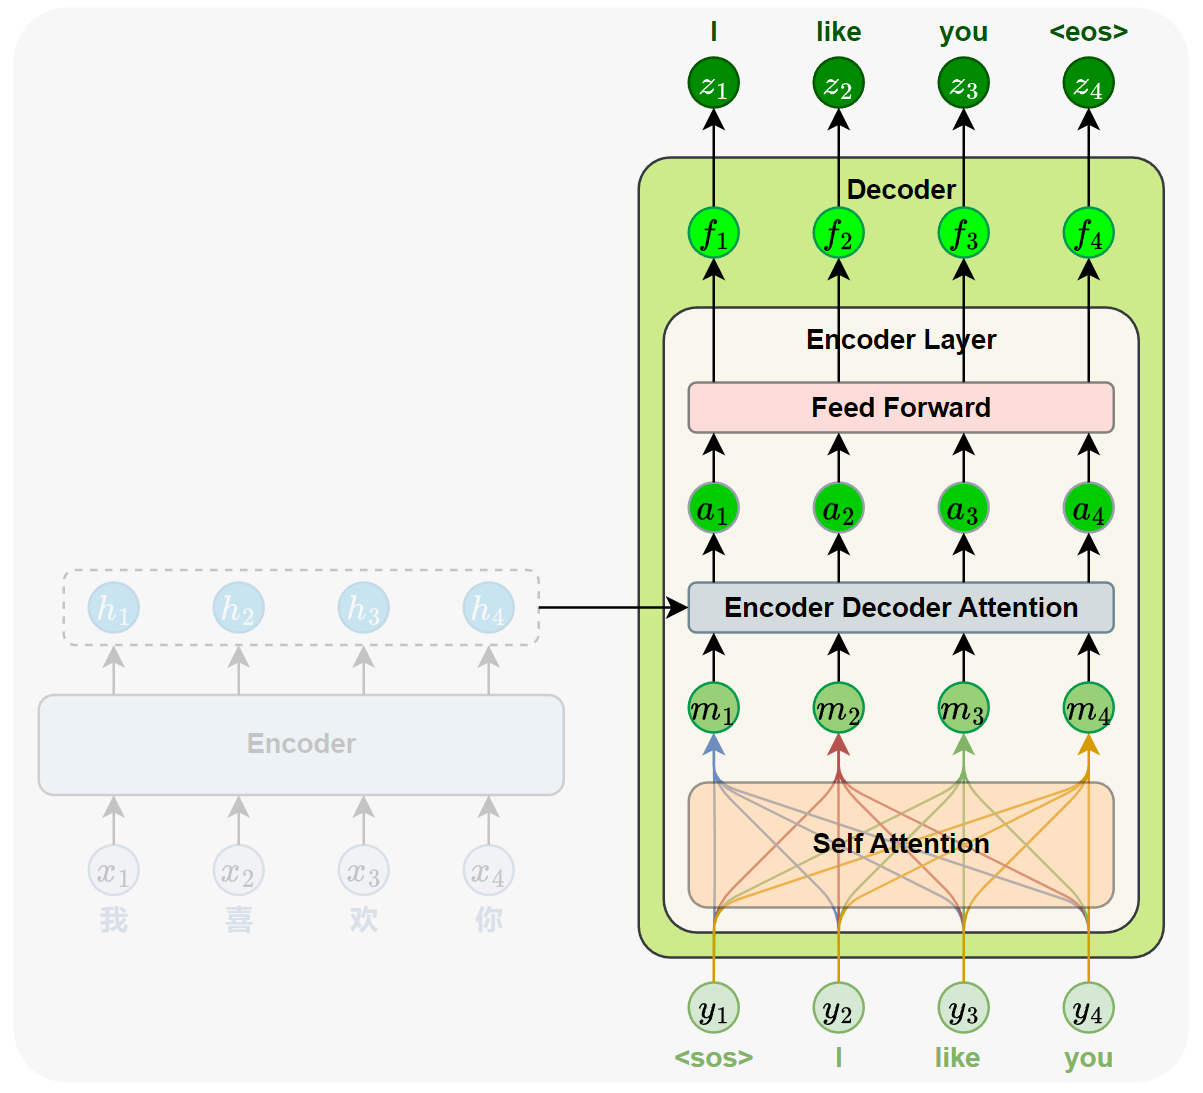 I like you <eos>
z1 z2 z3 z4
Decoder
f1 f2 f3 f4
Encoder Layer
Feed Forward
a1 a2 a3 a4
h1 h2 h3 h4
Encoder Decoder Attention
m1 m2 m3 m4
Encoder
Self Attention
x1 x2 x3 x4
我 喜 欢 你
y1 y2 y3 y4
<sos> I like you